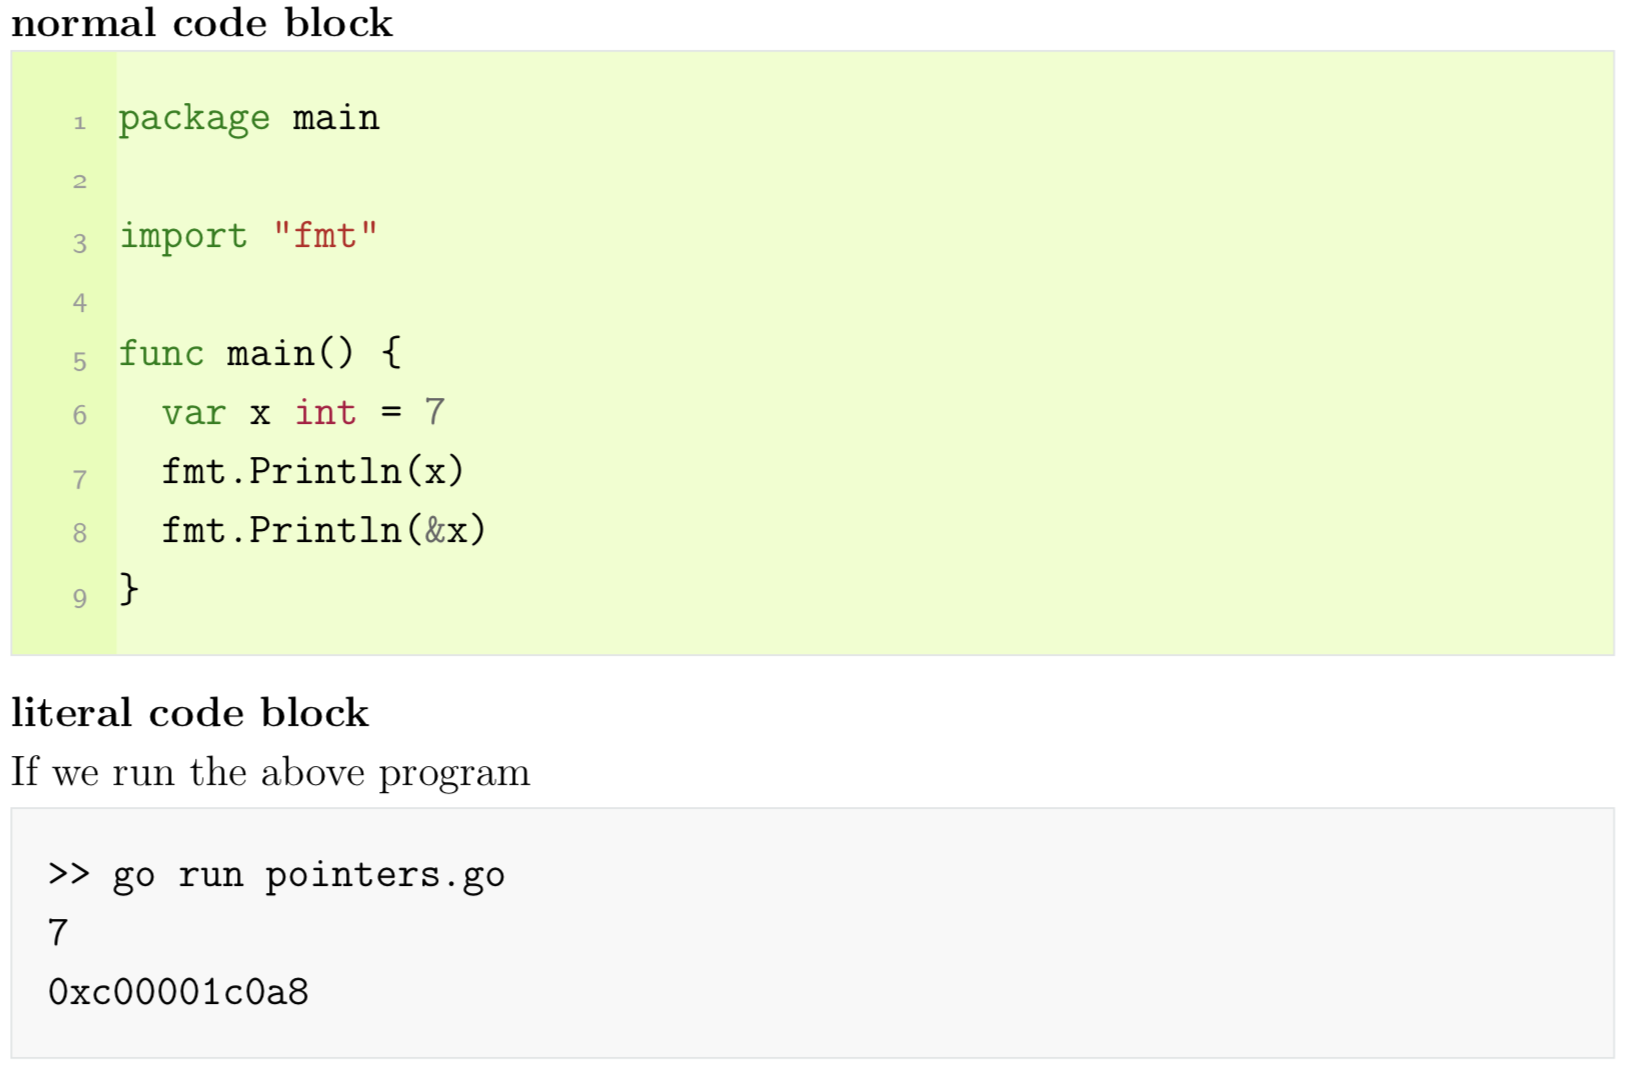 normal code block
1 package main
2
3 import "fmt"
4
5 func main() {
6   var x int = 7
7   fmt.Println(x)
8   fmt.Println(&x)
9 }
literal code block
If we run the above program
>> go run pointers.go
7
0xc00001c0a8